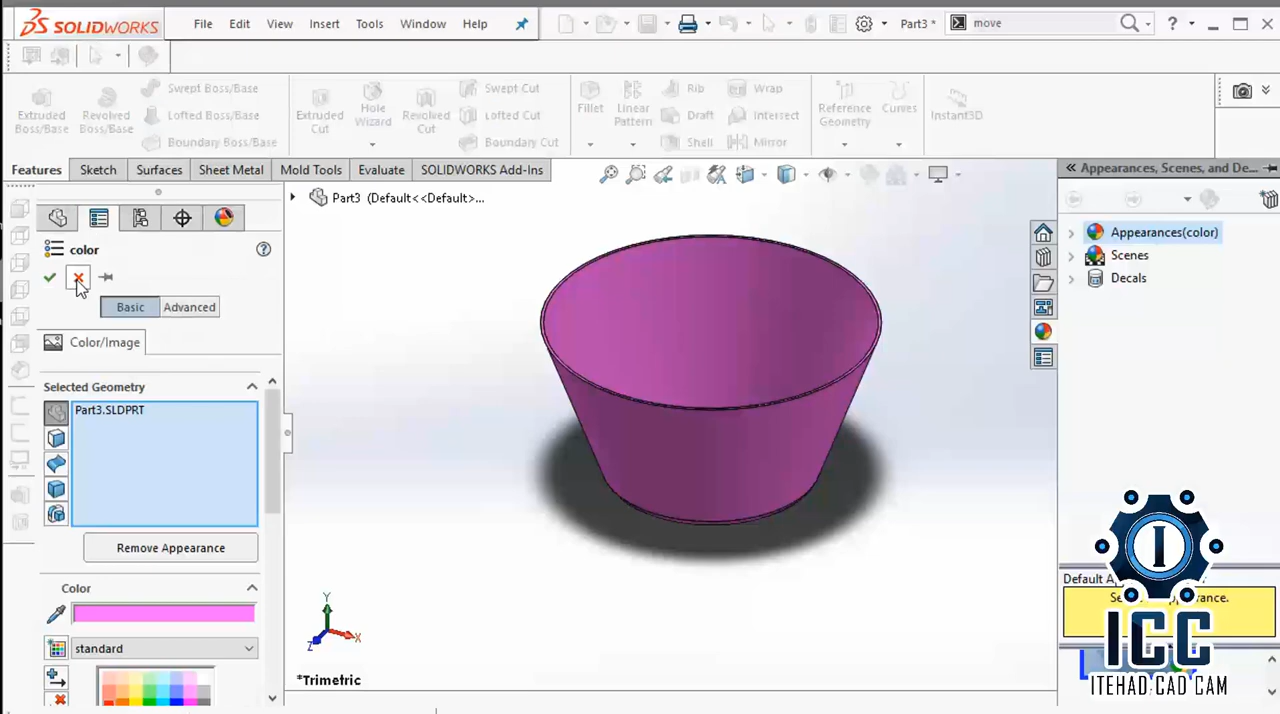 SOLIDWORKS File Edit View Insert Tools Window Help Part3 * move ?
Extruded Boss/Base
Revolved Boss/Base
Swept Boss/Base
Lofted Boss/Base
Boundary Boss/Base
Extruded Cut
Hole Wizard
Revolved Cut
Swept Cut
Lofted Cut
Boundary Cut
Fillet
Linear Pattern
Rib
Draft
Shell
Wrap
Intersect
Mirror
Reference Geometry
Curves
Instant3D
Features Sketch Surfaces Sheet Metal Mold Tools Evaluate SOLIDWORKS Add-Ins
Part3 (Default<<Default>...
color
?
Basic Advanced
Color/Image
Selected Geometry
Part3.SLDPRT
Remove Appearance
Color
standard
Y
X
Z
*Trimetric
Appearances, Scenes, and De...
Appearances(color)
Scenes
Decals
I
ICC
ITEHAD CAD CAM